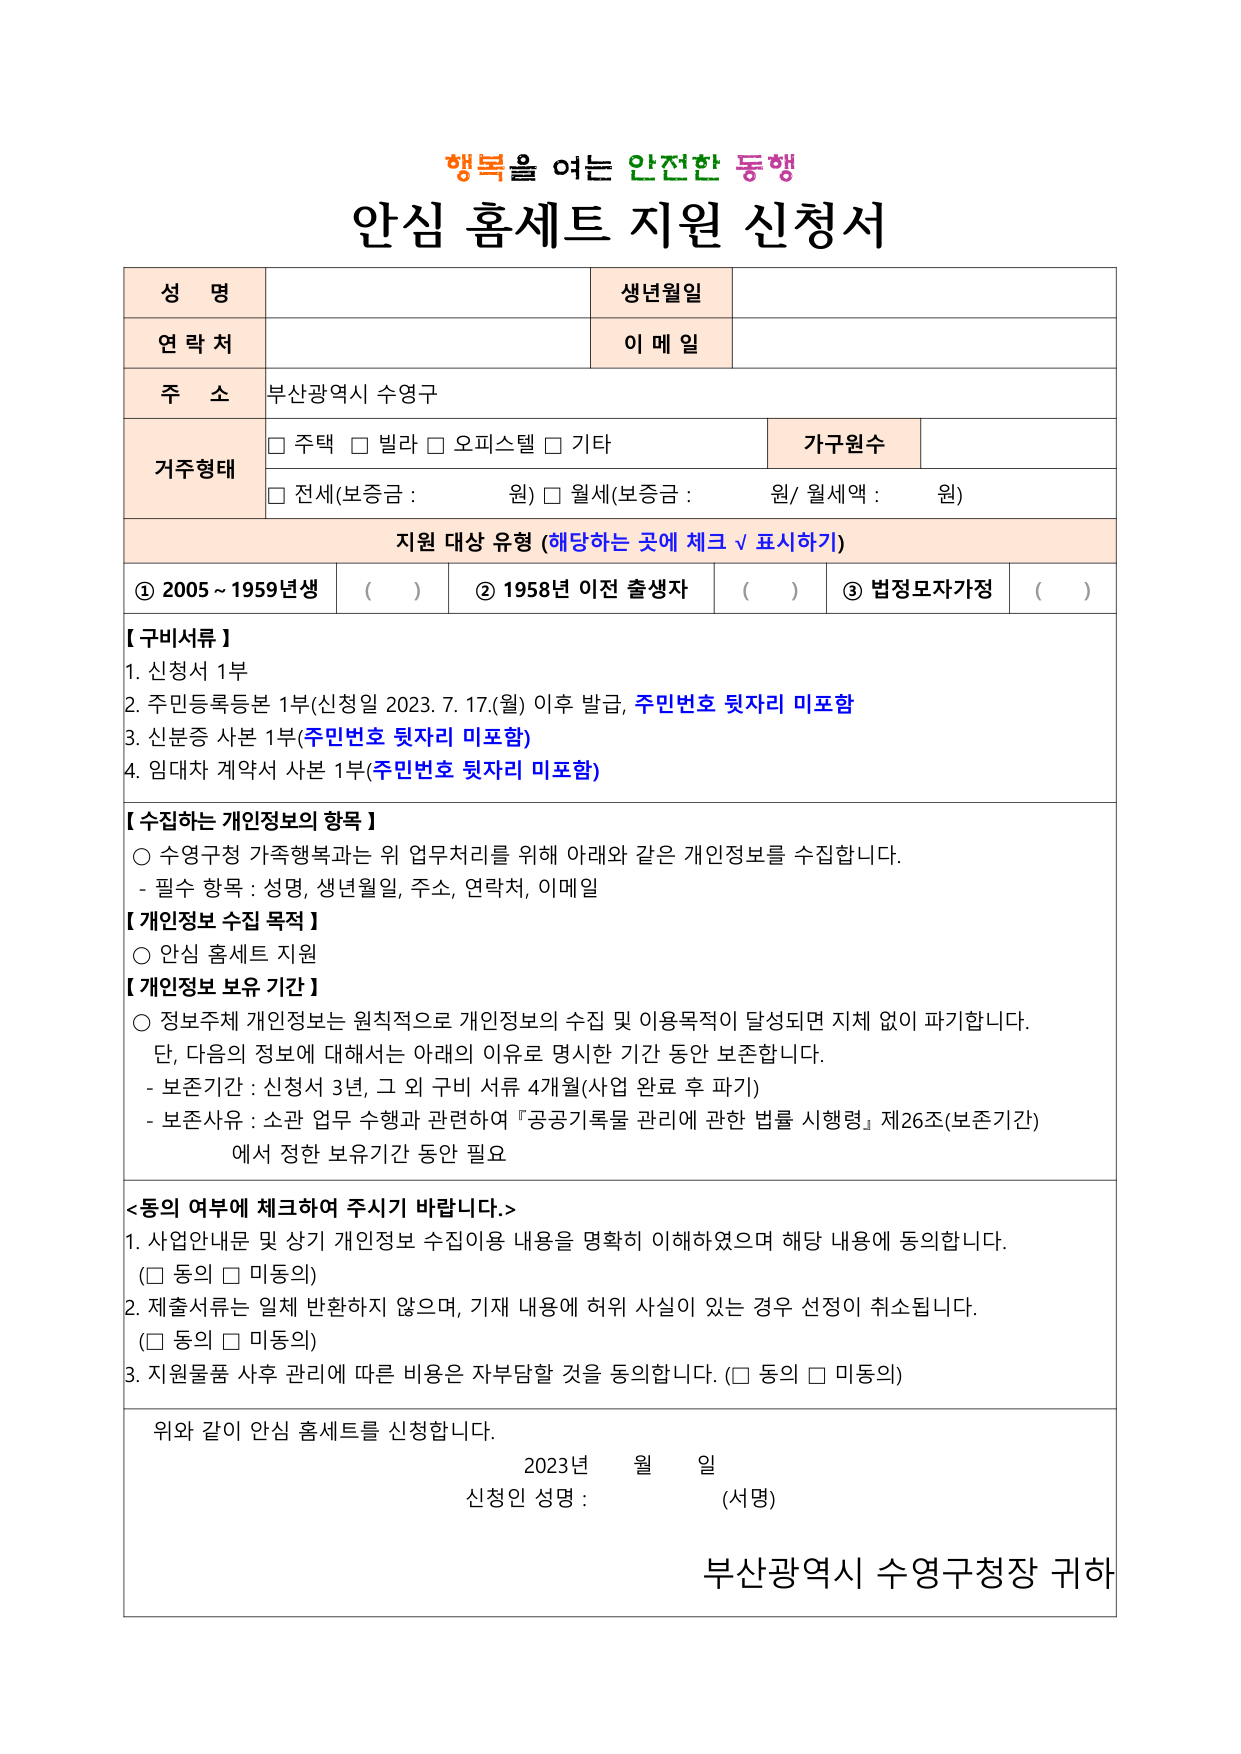 행복을 여는 안전한 동행
안심 홈세트 지원 신청서
성 명 생년월일
연 락 처 이 메 일
주 소 부산광역시 수영구
거주형태 □ 주택 □ 빌라 □ 오피스텔 □ 기타 가구원수
□ 전세(보증금 : 원) □ 월세(보증금 : 원/ 월세액 : 원)
지원 대상 유형 (해당하는 곳에 체크 √ 표시하기)
① 2005 ~ 1959년생 ( ) ② 1958년 이전 출생자 ( ) ③ 법정모자가정 ( )
【 구비서류 】
1. 신청서 1부
2. 주민등록등본 1부(신청일 2023. 7. 17.(월) 이후 발급, 주민번호 뒷자리 미포함
3. 신분증 사본 1부(주민번호 뒷자리 미포함)
4. 임대차 계약서 사본 1부(주민번호 뒷자리 미포함)
【 수집하는 개인정보의 항목 】
○ 수영구청 가족행복과는 위 업무처리를 위해 아래와 같은 개인정보를 수집합니다.
- 필수 항목 : 성명, 생년월일, 주소, 연락처, 이메일
【 개인정보 수집 목적 】
○ 안심 홈세트 지원
【 개인정보 보유 기간 】
○ 정보주체 개인정보는 원칙적으로 개인정보의 수집 및 이용목적이 달성되면 지체 없이 파기합니다.
단, 다음의 정보에 대해서는 아래의 이유로 명시한 기간 동안 보존합니다.
- 보존기간 : 신청서 3년, 그 외 구비 서류 4개월(사업 완료 후 파기)
- 보존사유 : 소관 업무 수행과 관련하여 『공공기록물 관리에 관한 법률 시행령』 제26조(보존기간)
에서 정한 보유기간 동안 필요
<동의 여부에 체크하여 주시기 바랍니다.>
1. 사업안내문 및 상기 개인정보 수집이용 내용을 명확히 이해하였으며 해당 내용에 동의합니다.
(□ 동의 □ 미동의)
2. 제출서류는 일체 반환하지 않으며, 기재 내용에 허위 사실이 있는 경우 선정이 취소됩니다.
(□ 동의 □ 미동의)
3. 지원물품 사후 관리에 따른 비용은 자부담할 것을 동의합니다. (□ 동의 □ 미동의)
위와 같이 안심 홈세트를 신청합니다.
2023년 월 일
신청인 성명 : (서명)
부산광역시 수영구청장 귀하